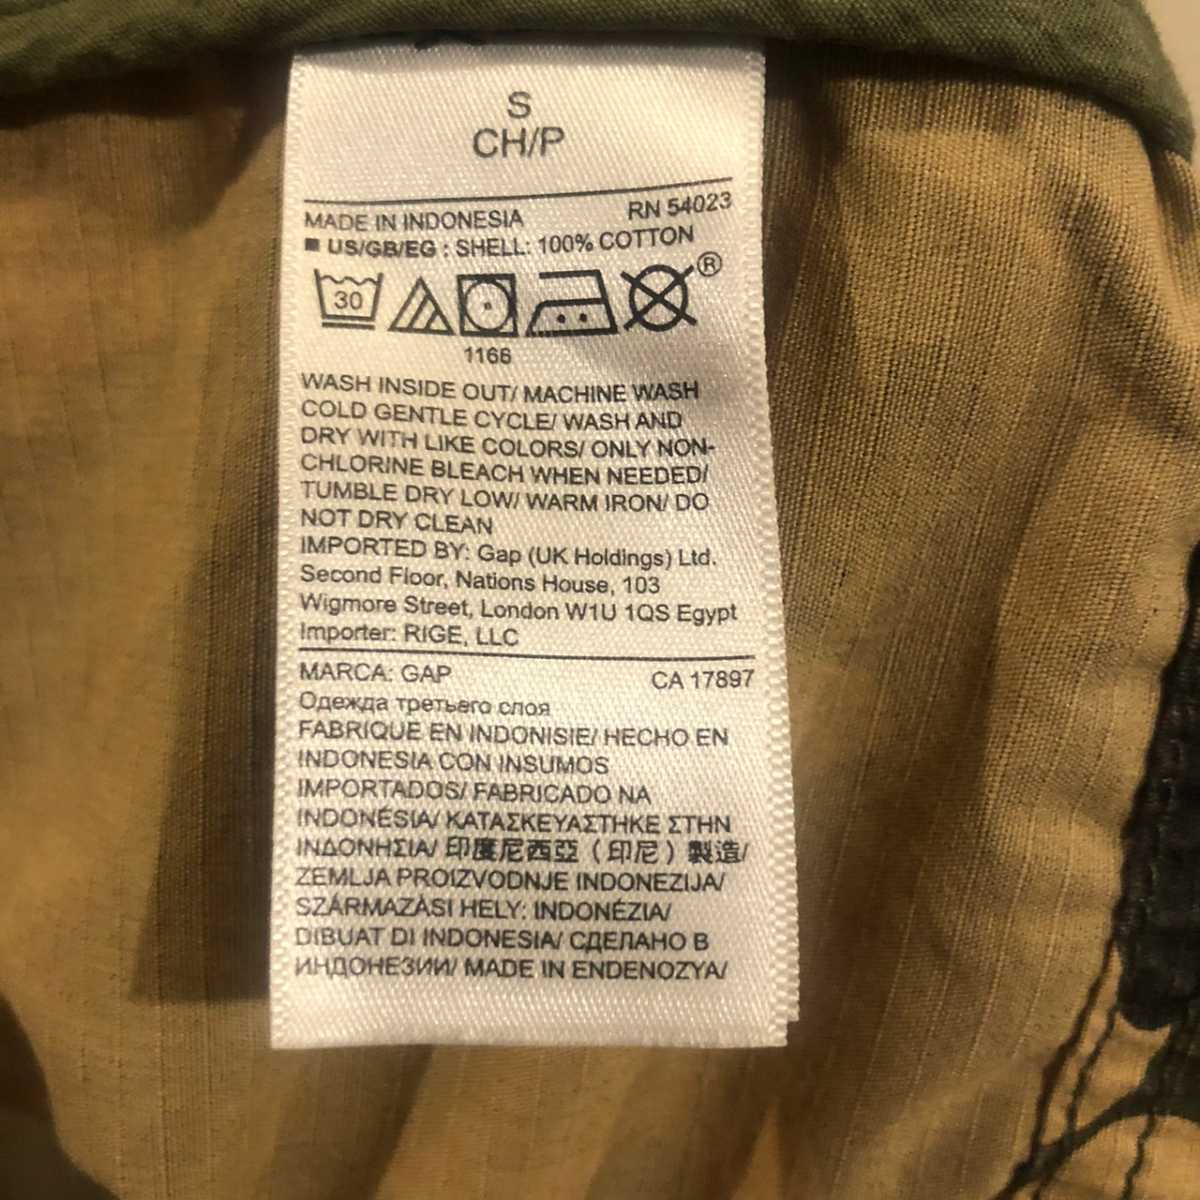 S
CH/P
MADE IN INDONESIA RN 54023
■ US/GB/EG : SHELL: 100% COTTON
30 ®
1166
WASH INSIDE OUT/ MACHINE WASH
COLD GENTLE CYCLE/ WASH AND
DRY WITH LIKE COLORS/ ONLY NON-
CHLORINE BLEACH WHEN NEEDED/
TUMBLE DRY LOW/ WARM IRON/ DO
NOT DRY CLEAN
IMPORTED BY: Gap (UK Holdings) Ltd.
Second Floor, Nations House, 103
Wigmore Street, London W1U 1QS Egypt
Importer: RIGE, LLC
MARCA: GAP CA 17897
Одежда третьего слоя
FABRIQUE EN INDONISIE/ HECHO EN
INDONESIA CON INSUMOS
IMPORTADOS/ FABRICADO NA
INDONÉSIA/ ΚΑΤΑΣΚΕΥΑΣΤΗΚΕ ΣΤΗΝ
ΙΝΔΟΝΗΣΙΑ/ 印度尼西亞（印尼）製造/
ZEMLJA PROIZVODNJE INDONEZIJA/
SZÁRMAZÁSI HELY: INDONÉZIA/
DIBUAT DI INDONESIA/ СДЕЛАНО В
ИНДОНЕЗИИ/ MADE IN ENDENOZYA/